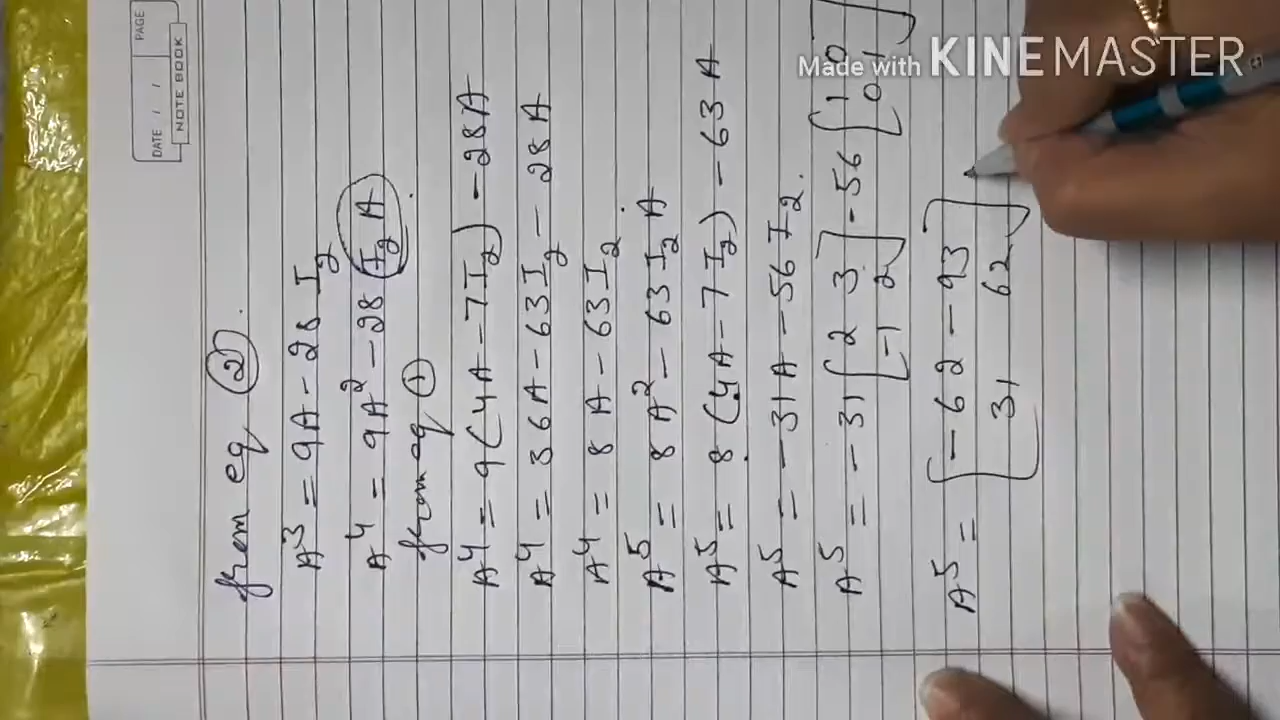 PAGE
DATE / /
NOTE BOOK
from eq ②.
A³ = 9A - 28 I₂
A⁴ = 9A² - 28 I₂ A
from eq ①.
A⁴ = 9(4A - 7I₂) - 28A
A⁴ = 36A - 63I₂ - 28A
A⁴ = 8A - 63I₂
A⁵ = 8A² - 63I₂A
A⁵ = 8(4A - 7I₂) - 63A
A⁵ = -31A - 56I₂.
A⁵ = -31 [2 3] - 56 [1 0]
[-1 2] [0 1]
A⁵ = [-62 -93]
[31 62]
Made with KINEMASTER